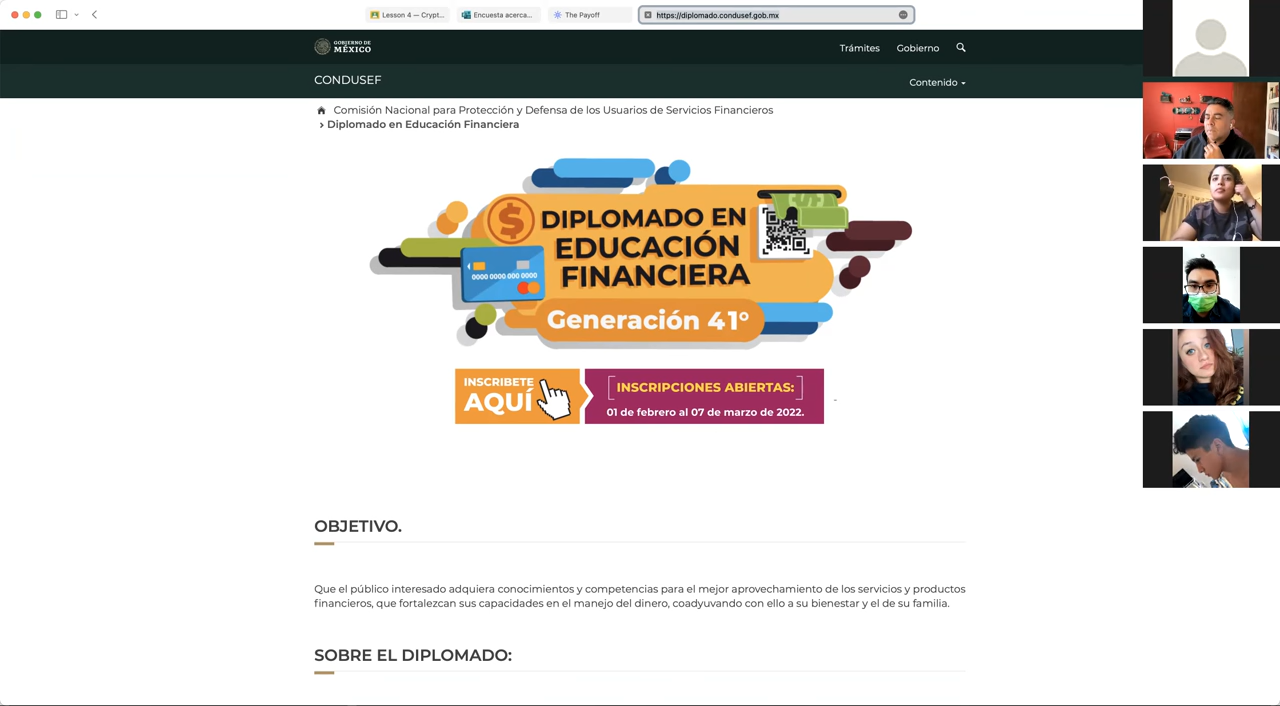 Lesson 4 — Crypt...
Encuesta acerca...
The Payoff
https://diplomado.condusef.gob.mx
GOBIERNO DE
MÉXICO
Trámites
Gobierno
CONDUSEF
Contenido
Comisión Nacional para Protección y Defensa de los Usuarios de Servicios Financieros
› Diplomado en Educación Financiera
$
DIPLOMADO EN
EDUCACIÓN
FINANCIERA
0000 0000 000 0000
Generación 41°
INSCRIBETE
AQUÍ
INSCRIPCIONES ABIERTAS:
01 de febrero al 07 de marzo de 2022.
OBJETIVO.
Que el público interesado adquiera conocimientos y competencias para el mejor aprovechamiento de los servicios y productos
financieros, que fortalezcan sus capacidades en el manejo del dinero, coadyuvando con ello a su bienestar y el de su familia.
SOBRE EL DIPLOMADO: